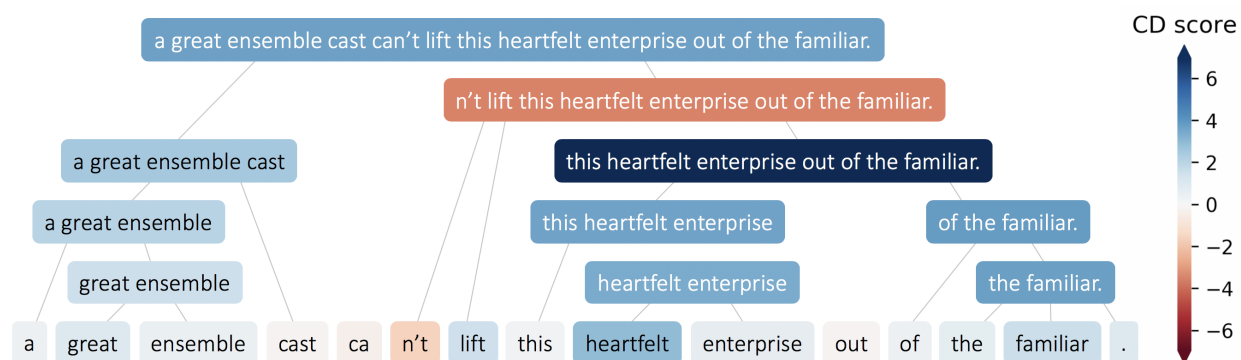 CD score
a great ensemble cast can’t lift this heartfelt enterprise out of the familiar.
6
n’t lift this heartfelt enterprise out of the familiar.
4
a great ensemble cast
this heartfelt enterprise out of the familiar.
2
a great ensemble
this heartfelt enterprise
of the familiar.
0
−2
great ensemble
heartfelt enterprise
the familiar.
−4
a great ensemble cast ca n’t lift this heartfelt enterprise out of the familiar .
−6